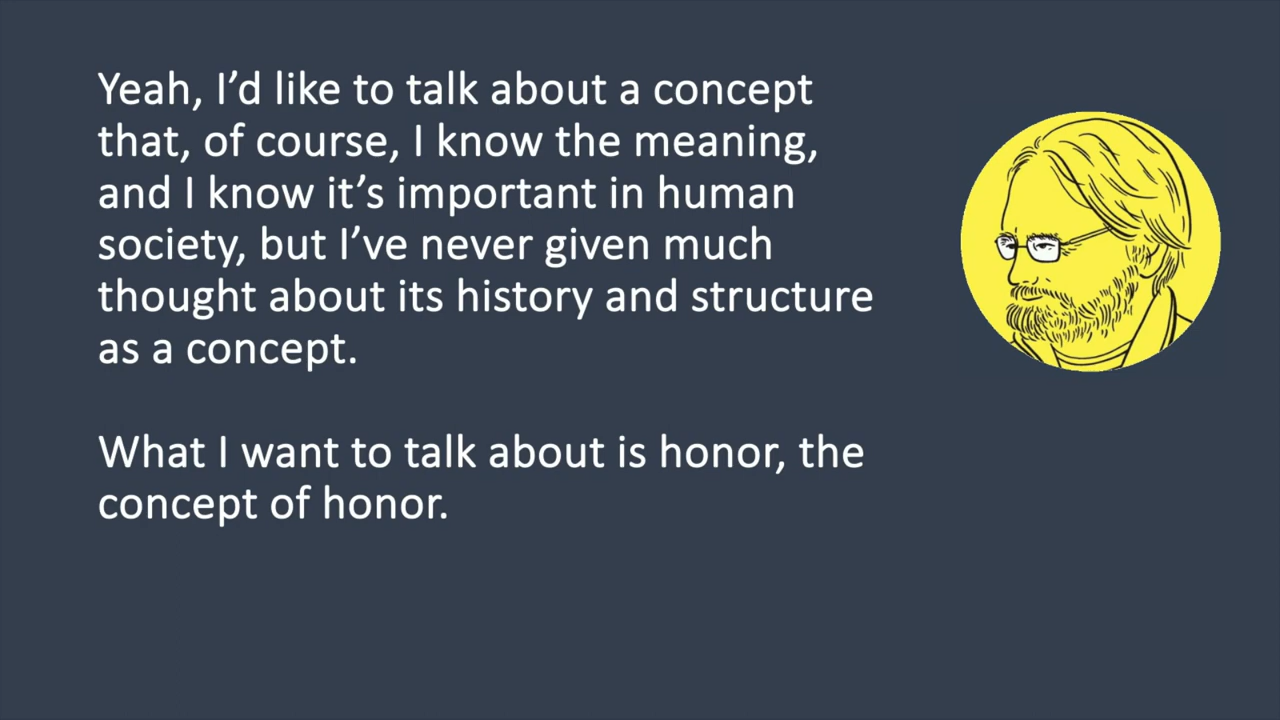 Yeah, I’d like to talk about a concept
that, of course, I know the meaning,
and I know it’s important in human
society, but I’ve never given much
thought about its history and structure
as a concept.
What I want to talk about is honor, the
concept of honor.